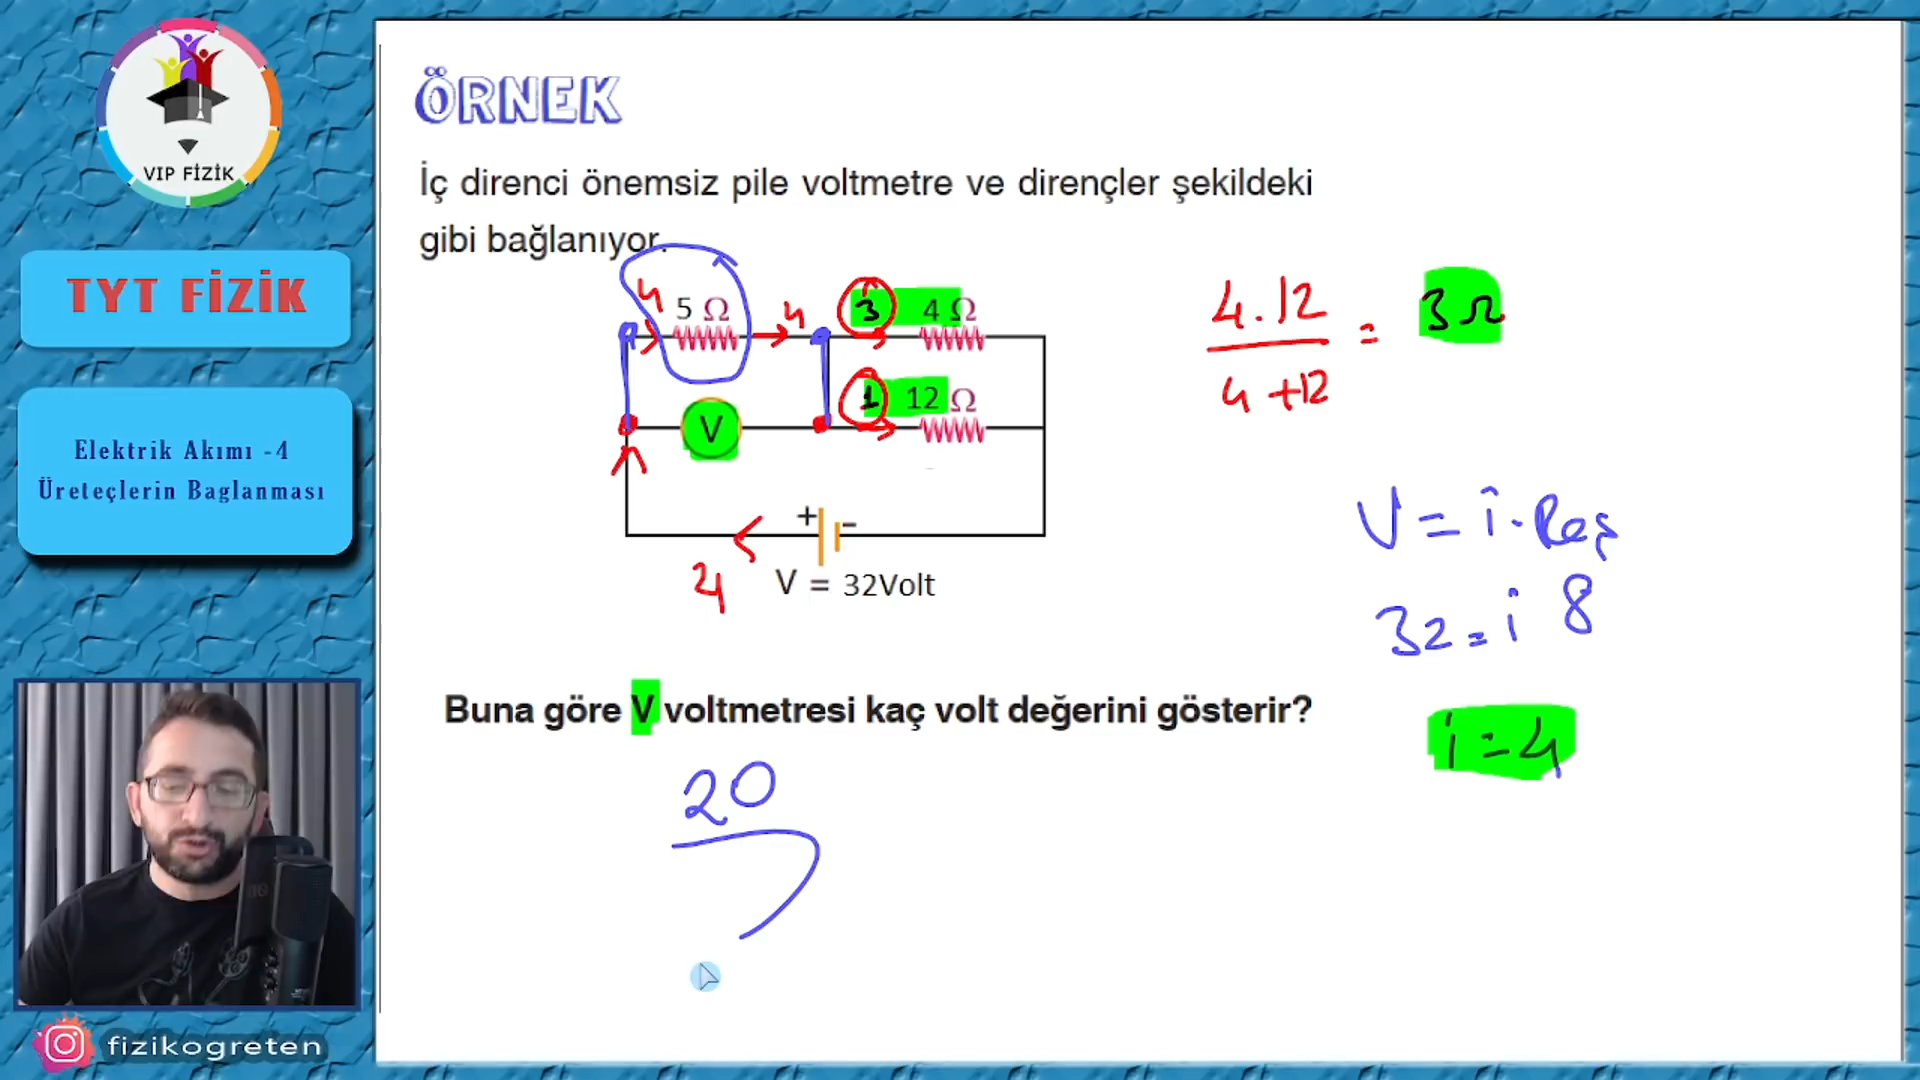 VIP FİZİK
TYT FİZİK
Elektrik Akımı -4
Üreteçlerin Baglanması
fizikogreten
ÖRNEK
İç direnci önemsiz pile voltmetre ve dirençler şekildeki
gibi bağlanıyor.
4 5 Ω 4 3 4 Ω
V 1 12 Ω
+ -
4 V = 32Volt
4.12
4+12
= 3Ω
V = i.Reş
32 = i 8
i = 4
Buna göre V voltmetresi kaç volt değerini gösterir?
20